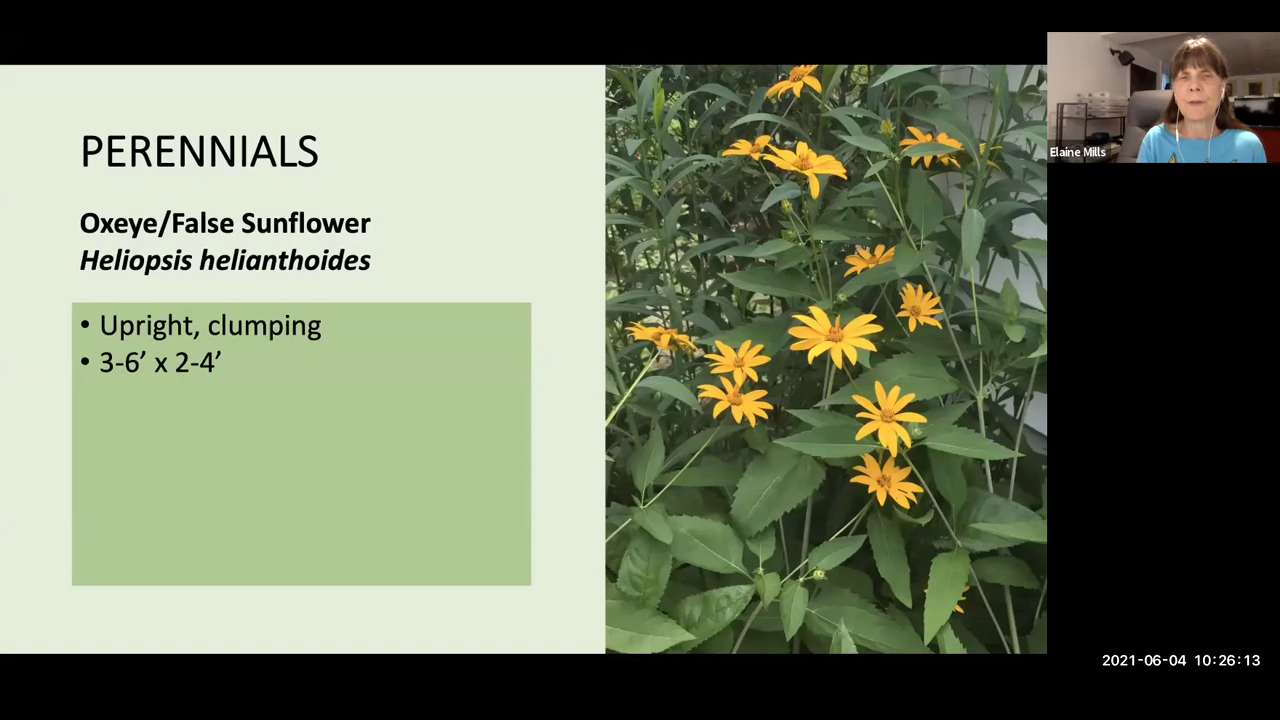 PERENNIALS
Oxeye/False Sunflower
Heliopsis helianthoides
• Upright, clumping
• 3-6’ x 2-4’
Elaine Mills
2021-06-04 10:26:13